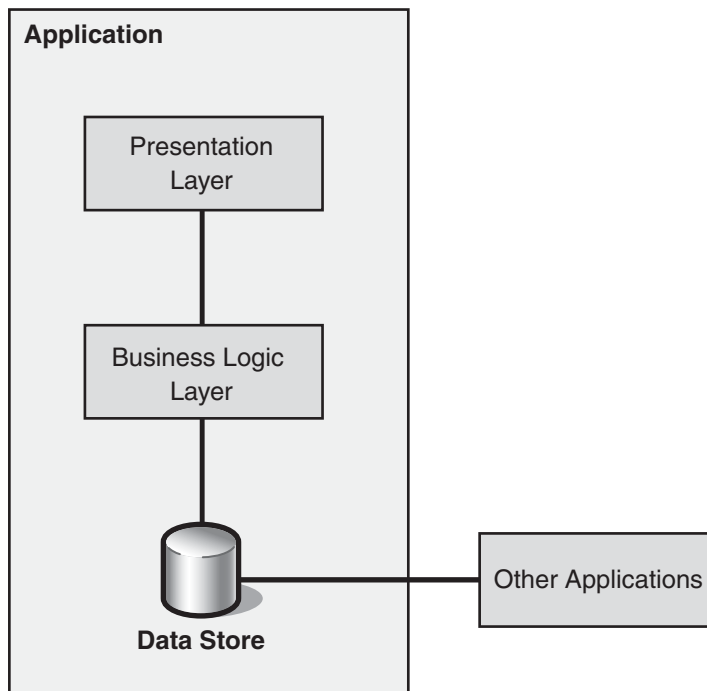 Application
Presentation
Layer
Business Logic
Layer
Other Applications
Data Store